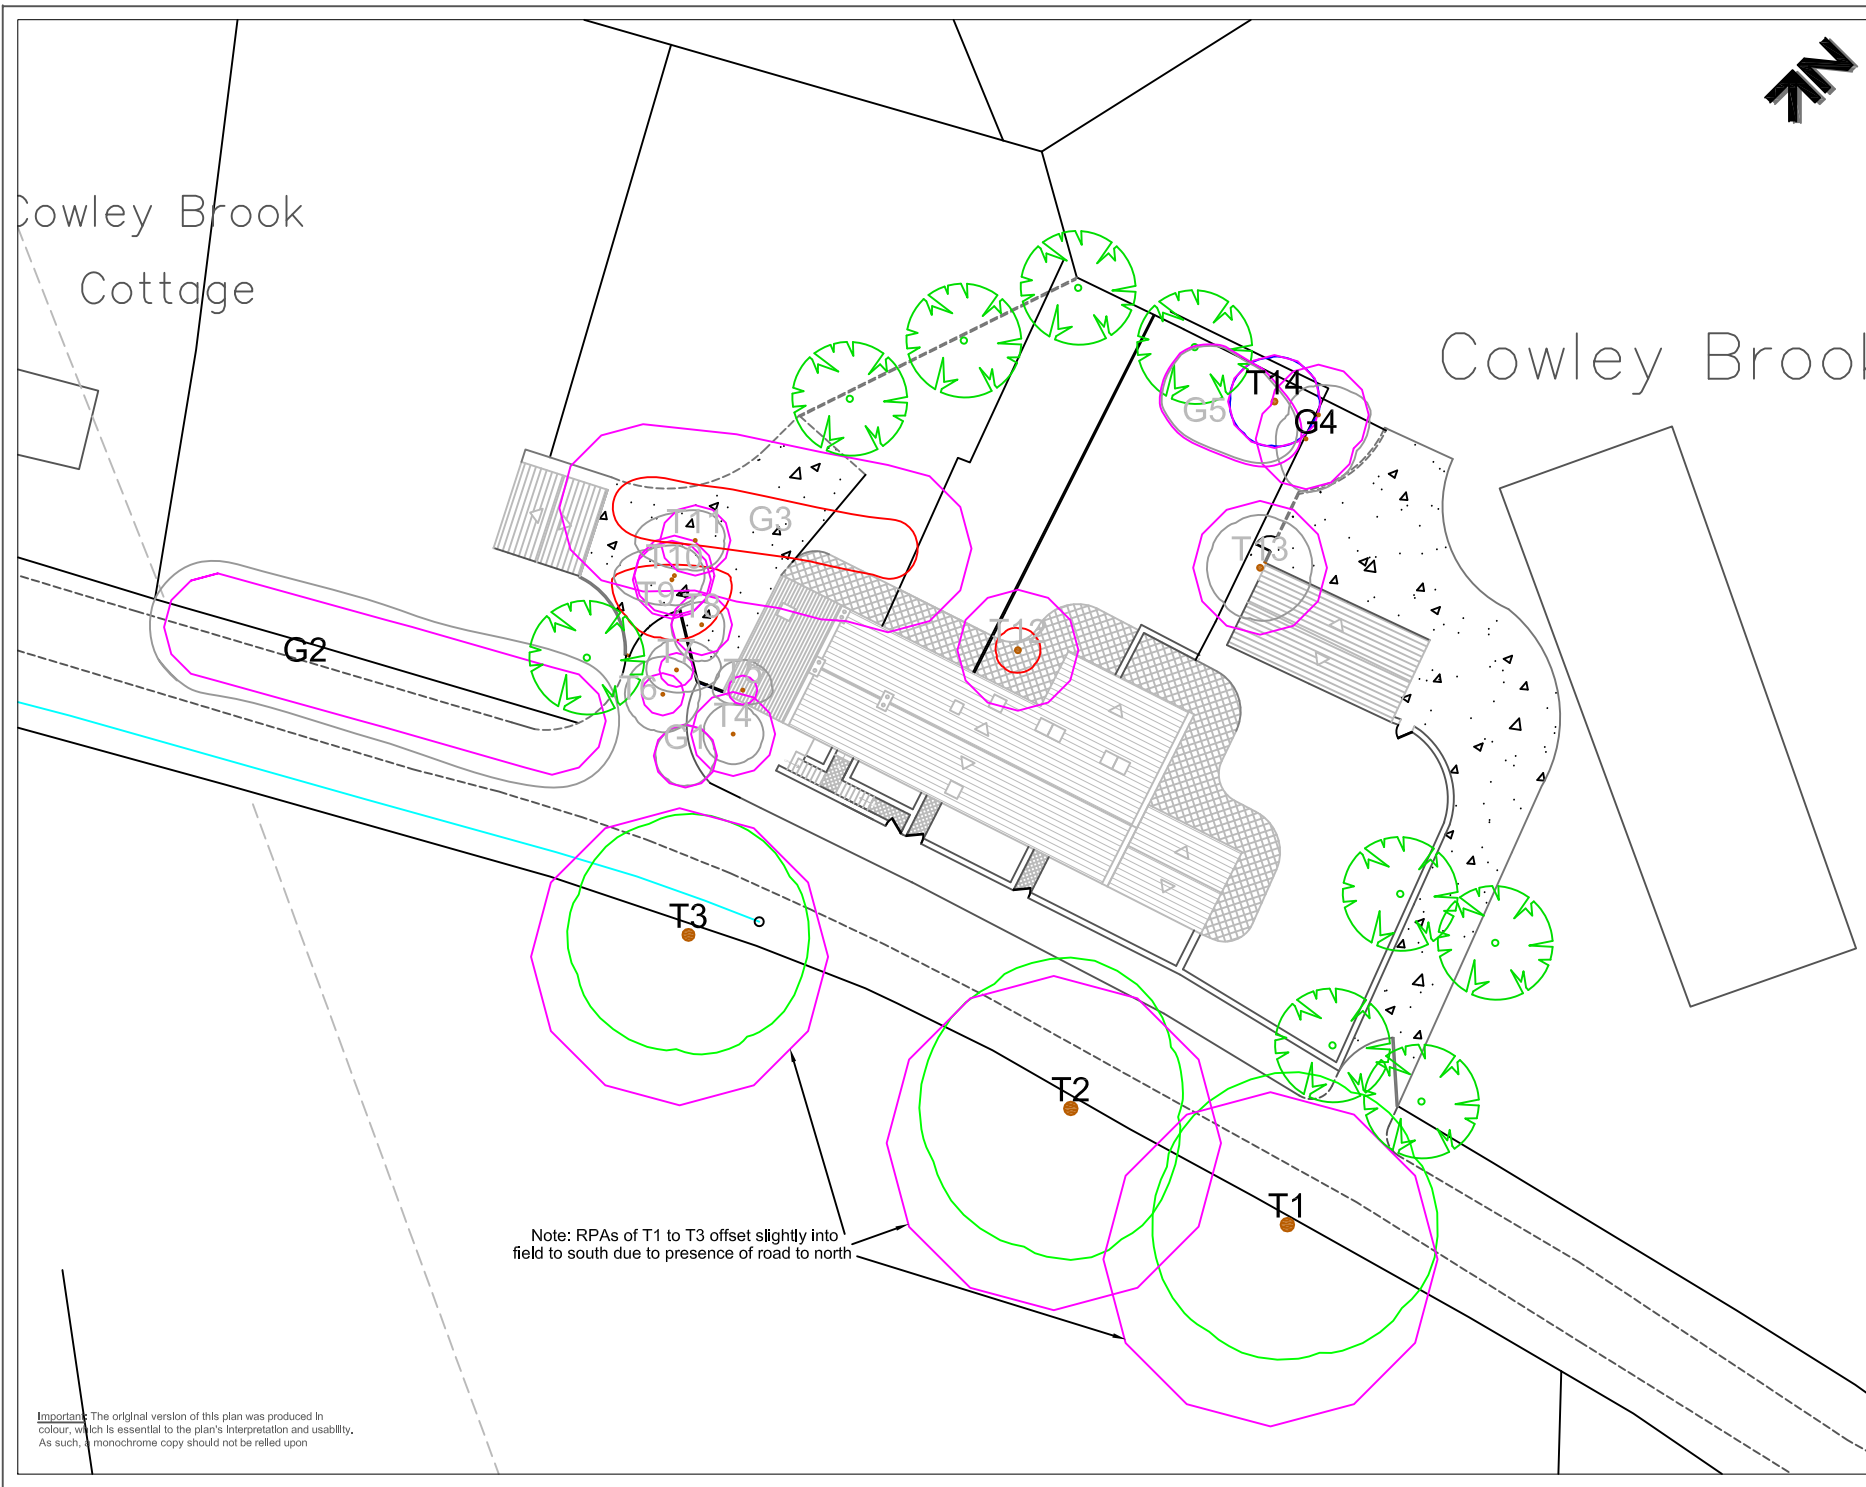 N
Cowley Brook
Cottage
Cowley Brook
T14
G5
G4
T11
G3
T13
T10
T9
T8
T12
G2
T6
T5
T4
G1
T3
T2
T1
Note: RPAs of T1 to T3 offset slightly into
field to south due to presence of road to north
Important: The original version of this plan was produced in
colour, which is essential to the plan's interpretation and usability.
As such, a monochrome copy should not be relied upon